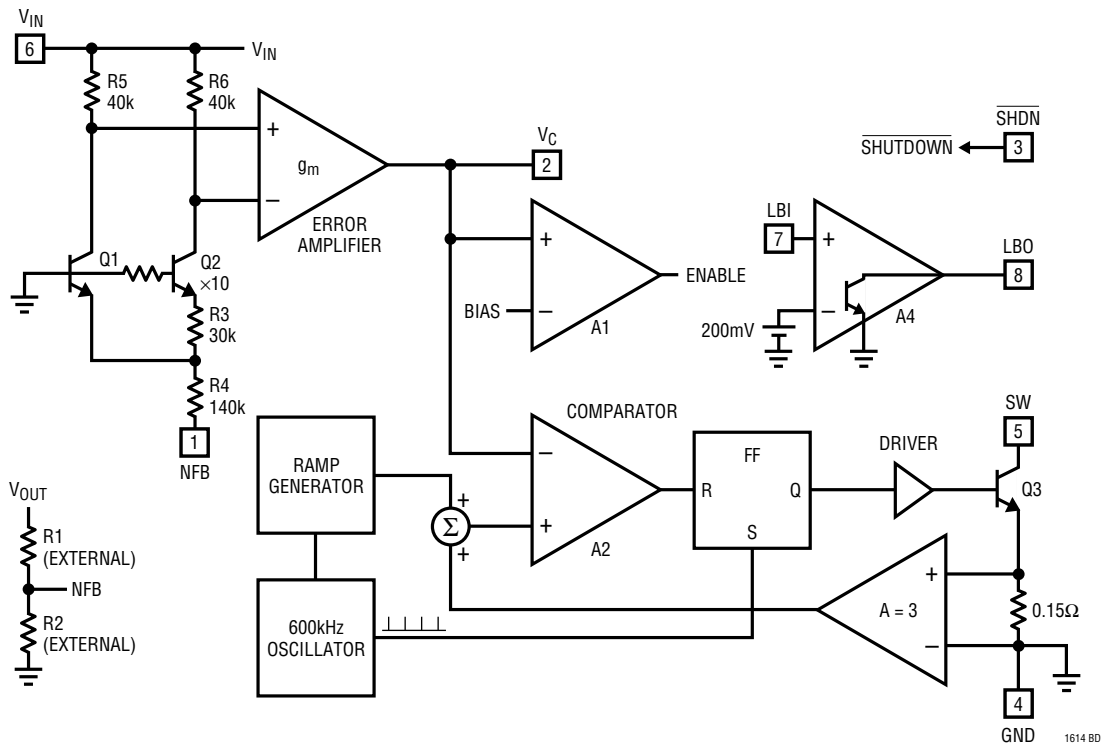 VIN
6
VIN
R5
40k
R6
40k
+
gm
−
ERROR
AMPLIFIER
Q1
Q2
×10
R3
30k
R4
140k
1
NFB
VC
2
+
BIAS
−
A1
ENABLE
SHDN
3
SHUTDOWN
LBI
7
+
−
200mV
A4
LBO
8
VOUT
R1
(EXTERNAL)
NFB
R2
(EXTERNAL)
RAMP
GENERATOR
600kHz
OSCILLATOR
+
Σ
+
COMPARATOR
−
+
A2
FF
R
Q
S
DRIVER
SW
5
Q3
+
A = 3
−
0.15Ω
4
GND
1614 BD